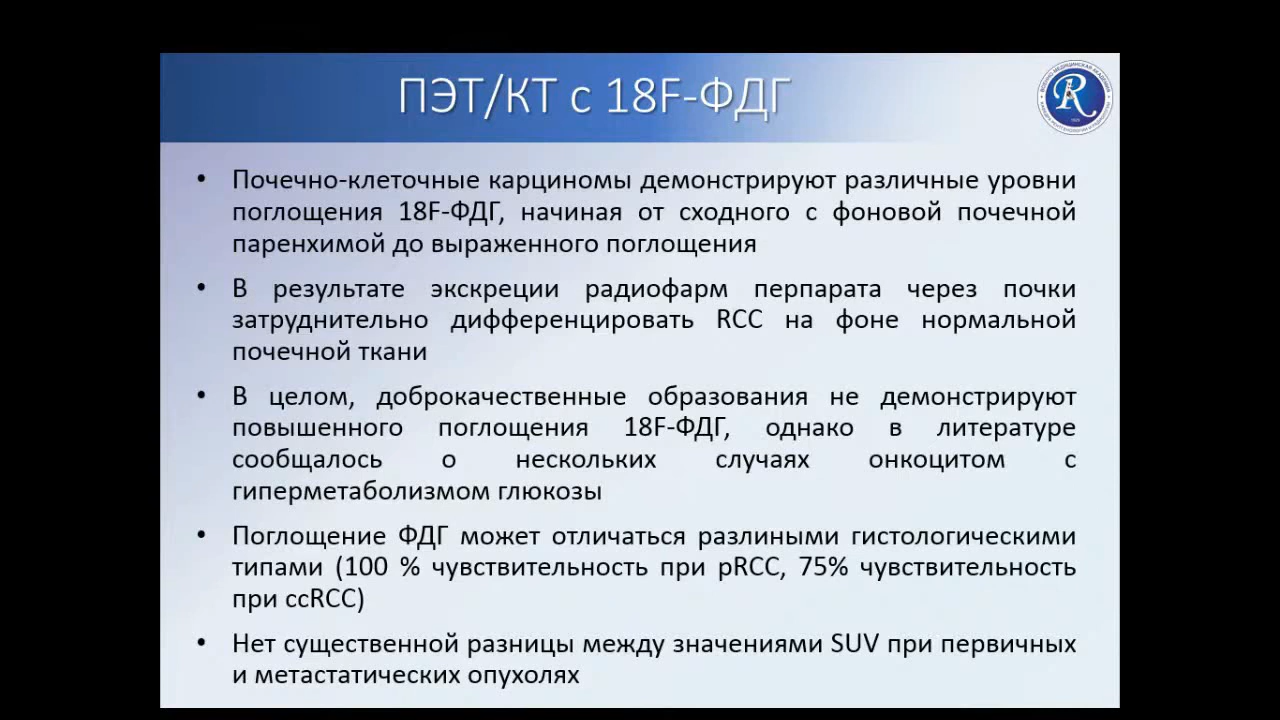 ПЭТ/КТ с 18F-ФДГ
• Почечно-клеточные карциномы демонстрируют различные уровни
поглощения 18F-ФДГ, начиная от сходного с фоновой почечной
паренхимой до выраженного поглощения
• В результате экскреции радиофарм перпарата через почки
затруднительно дифференцировать RCC на фоне нормальной
почечной ткани
• В целом, доброкачественные образования не демонстрируют
повышенного поглощения 18F-ФДГ, однако в литературе
сообщалось о нескольких случаях онкоцитом с
гиперметаболизмом глюкозы
• Поглощение ФДГ может отличаться разлиными гистологическими
типами (100 % чувствительность при pRCC, 75% чувствительность
при ccRCC)
• Нет существенной разницы между значениями SUV при первичных
и метастатических опухолях
ВОЕННО-МЕДИЦИНСКАЯ АКАДЕМИЯ
R